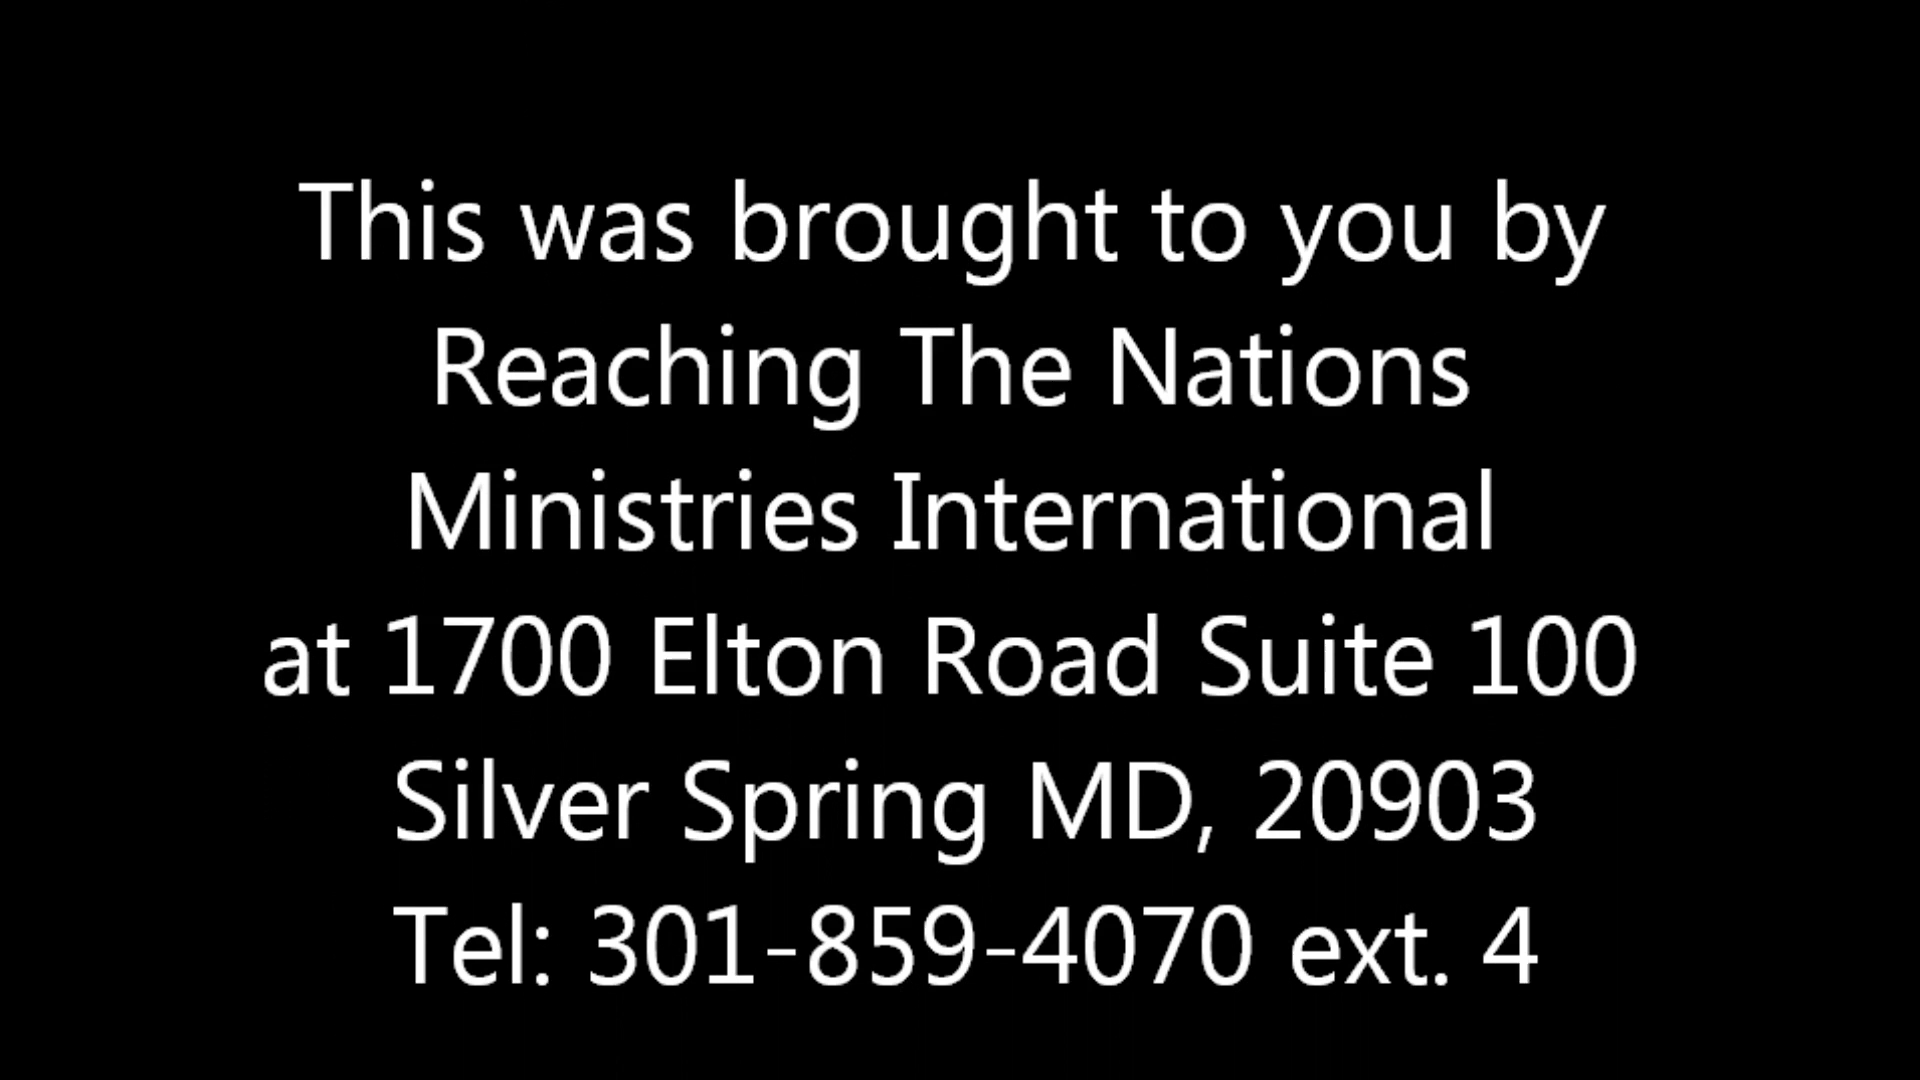 This was brought to you by
Reaching The Nations
Ministries International
at 1700 Elton Road Suite 100
Silver Spring MD, 20903
Tel: 301-859-4070 ext. 4